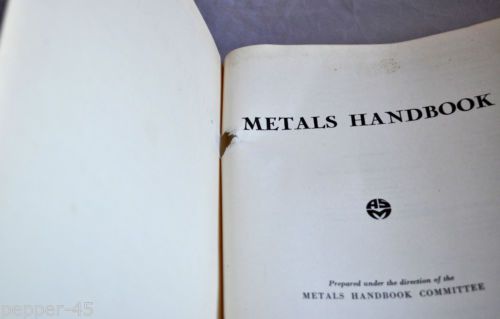 METALS HANDBOOK
ASM
Prepared under the direction of the
METALS HANDBOOK COMMITTEE
pepper-45